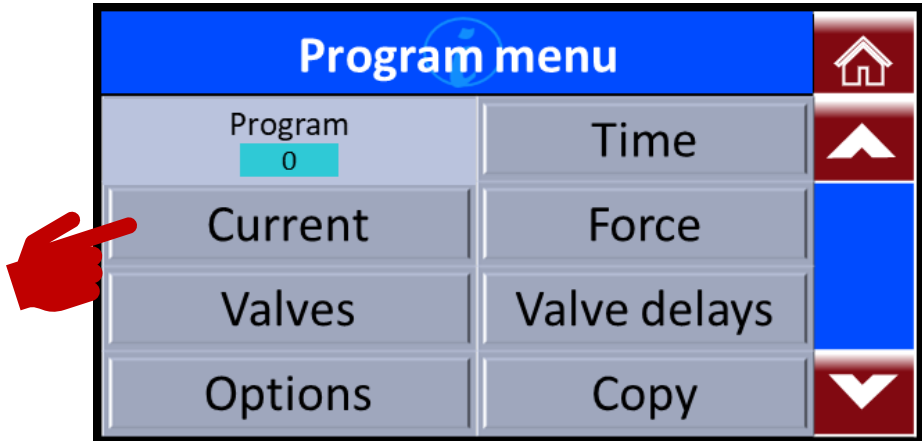 Program menu
Program
0
Time
Current
Force
Valves
Valve delays
Options
Copy